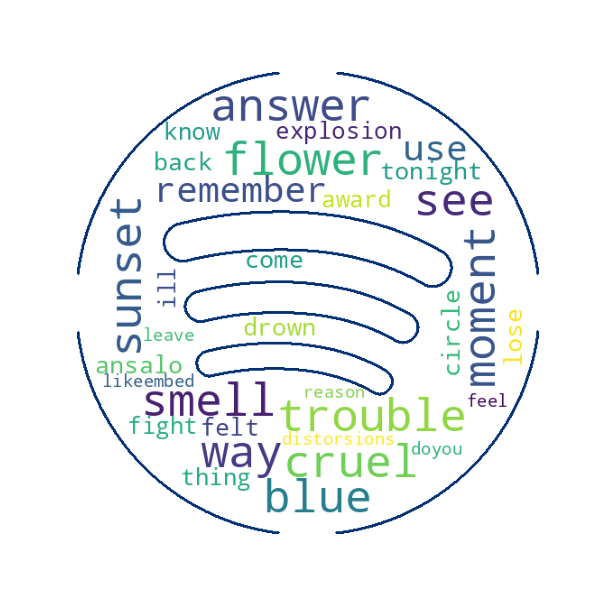 answer
know
explosion
back
flower
use
tonight
remember
award
see
sunset
ill
come
moment
circle
lose
leave
drown
ansalo
likeembed
smell
reason
trouble
feel
fight
felt
distorsions
doyou
way
cruel
thing
blue